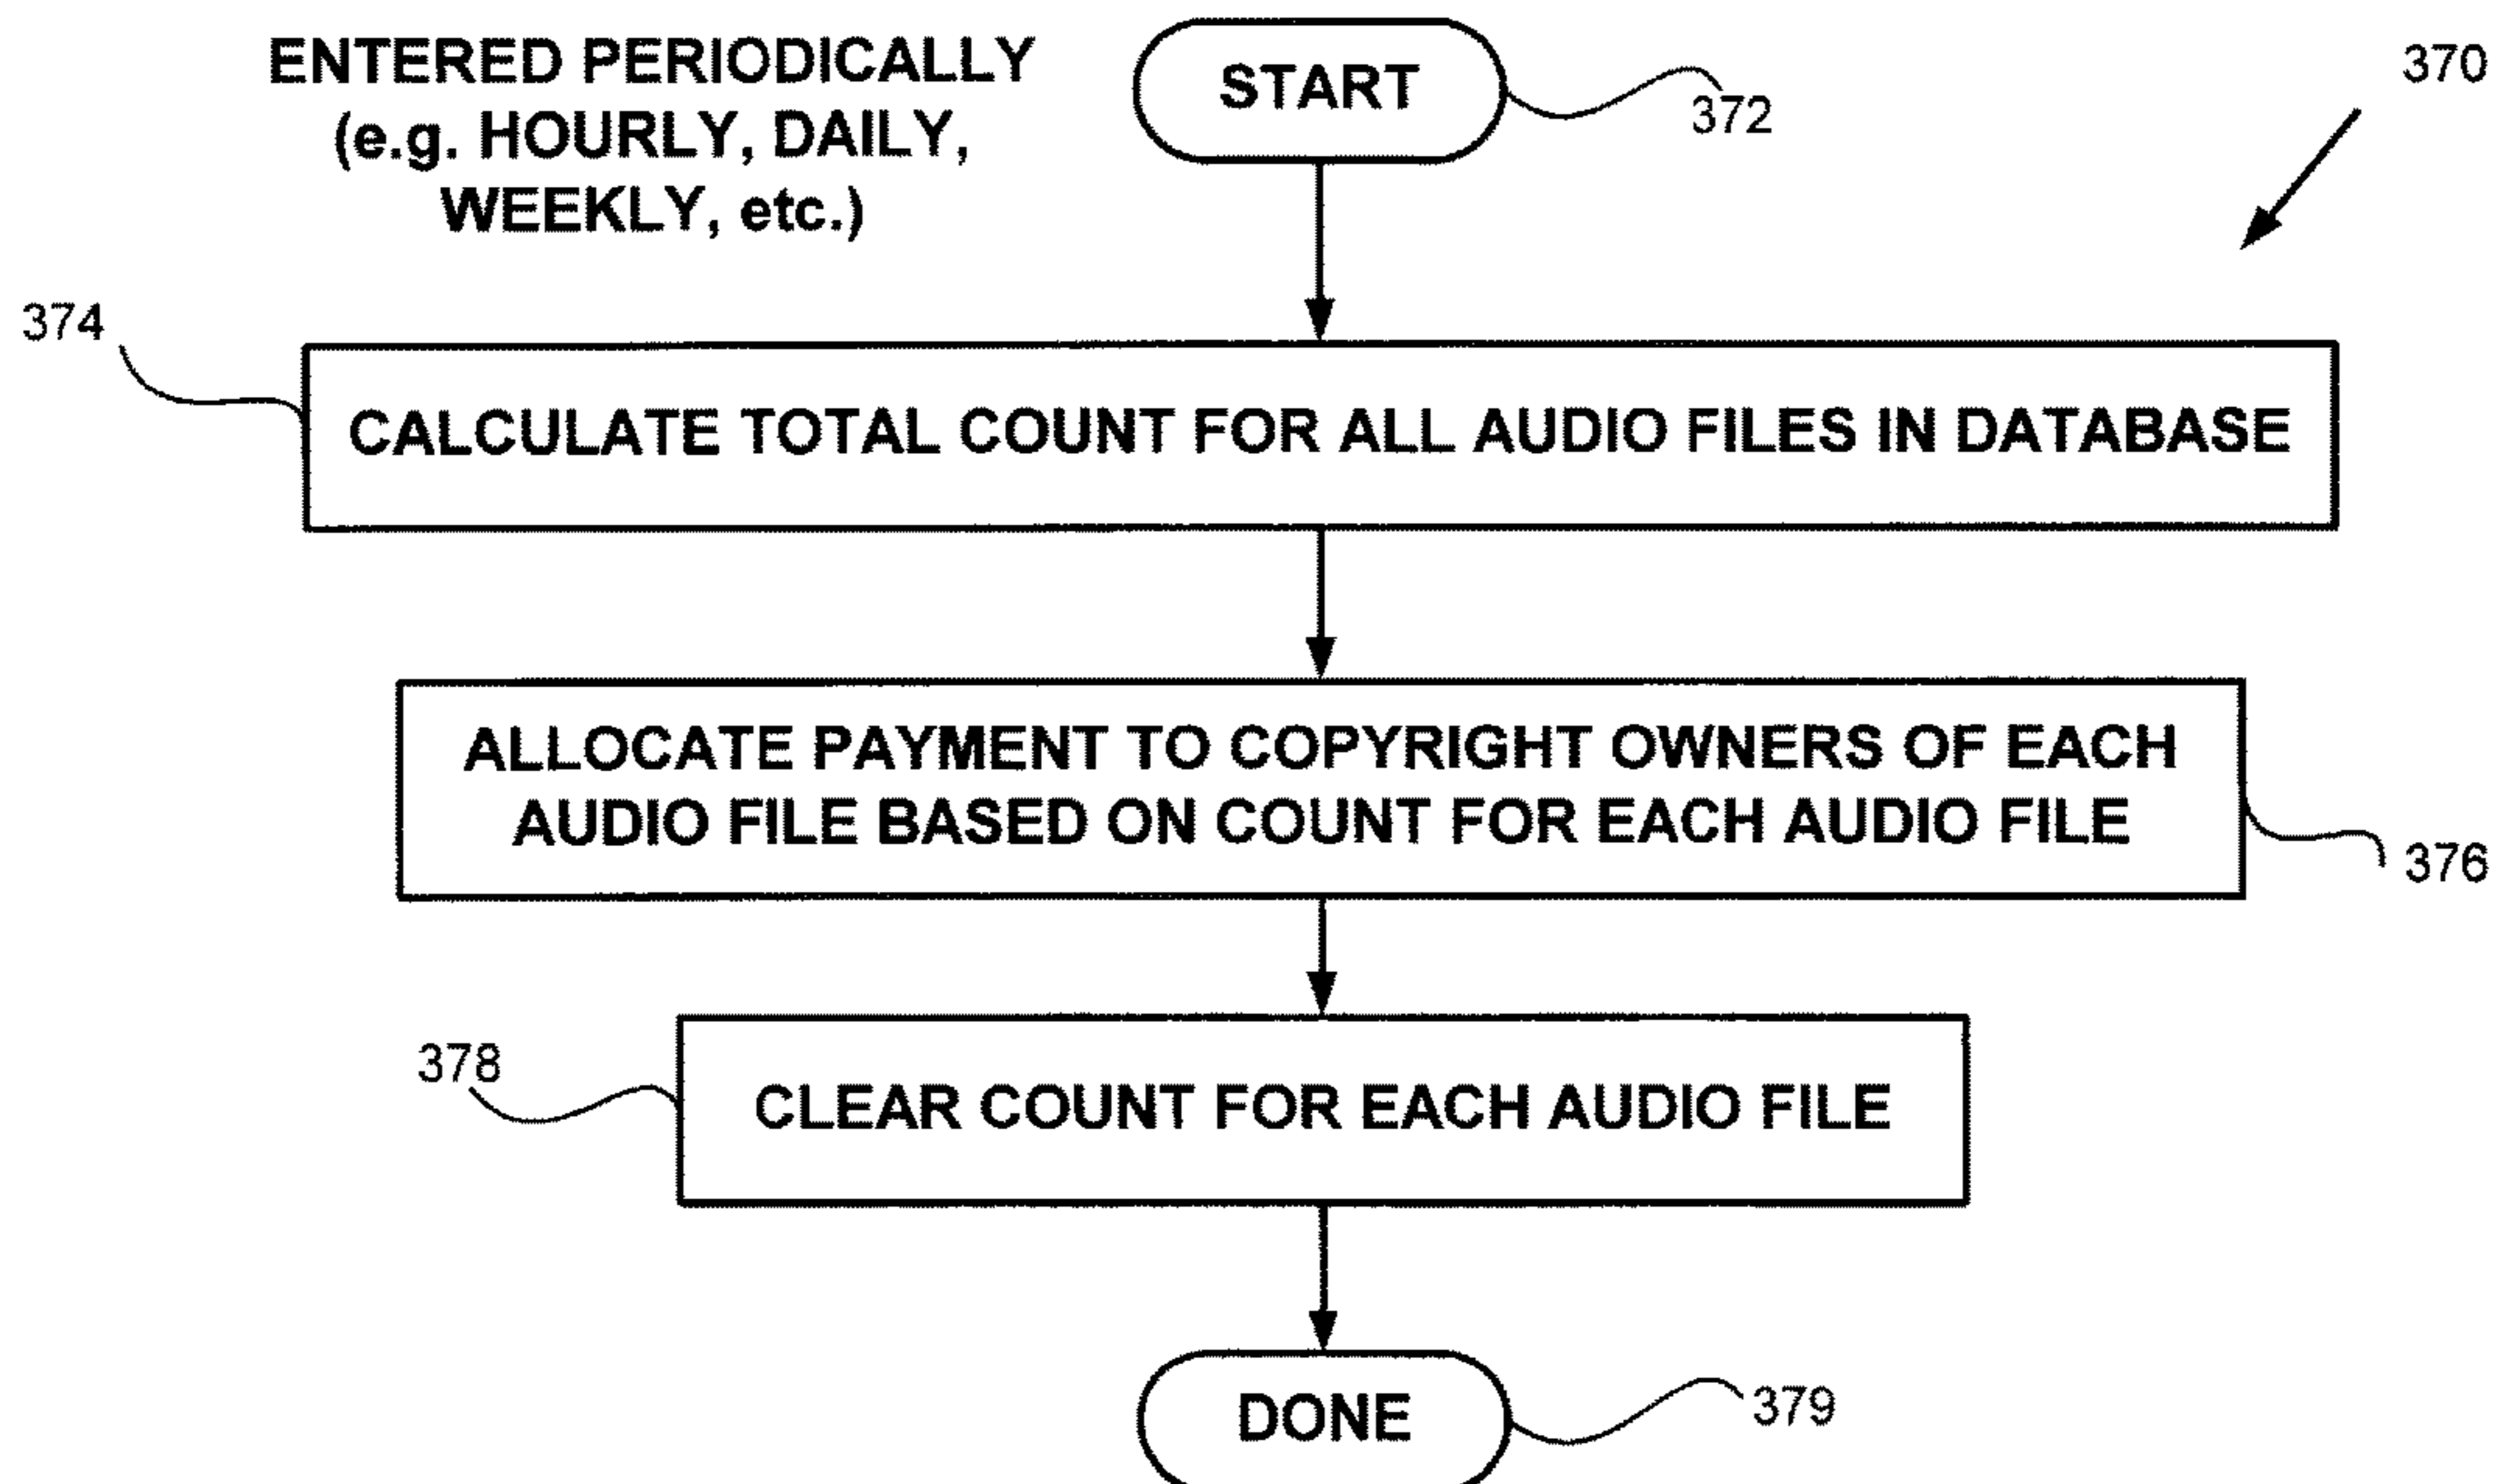 ENTERED PERIODICALLY
(e.g. HOURLY, DAILY,
WEEKLY, etc.)
START
372
370
374
CALCULATE TOTAL COUNT FOR ALL AUDIO FILES IN DATABASE
ALLOCATE PAYMENT TO COPYRIGHT OWNERS OF EACH
AUDIO FILE BASED ON COUNT FOR EACH AUDIO FILE
376
378
CLEAR COUNT FOR EACH AUDIO FILE
DONE
379